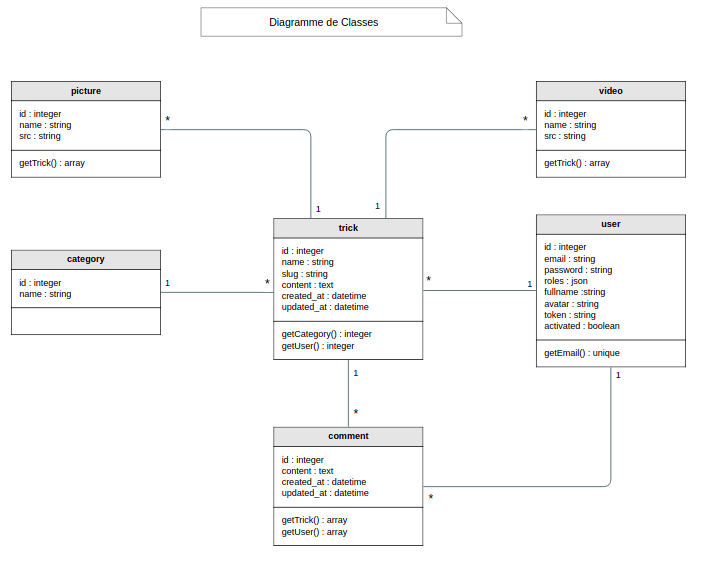 Diagramme de Classes
picture
id : integer
name : string
src : string
getTrick() : array
*
1
video
id : integer
name : string
src : string
getTrick() : array
*
1
category
id : integer
name : string
1
*
trick
id : integer
name : string
slug : string
content : text
created_at : datetime
updated_at : datetime
getCategory() : integer
getUser() : integer
*
1
user
id : integer
email : string
password : string
roles : json
fullname :string
avatar : string
token : string
activated : boolean
getEmail() : unique
1
1
*
comment
id : integer
content : text
created_at : datetime
updated_at : datetime
getTrick() : array
getUser() : array
*